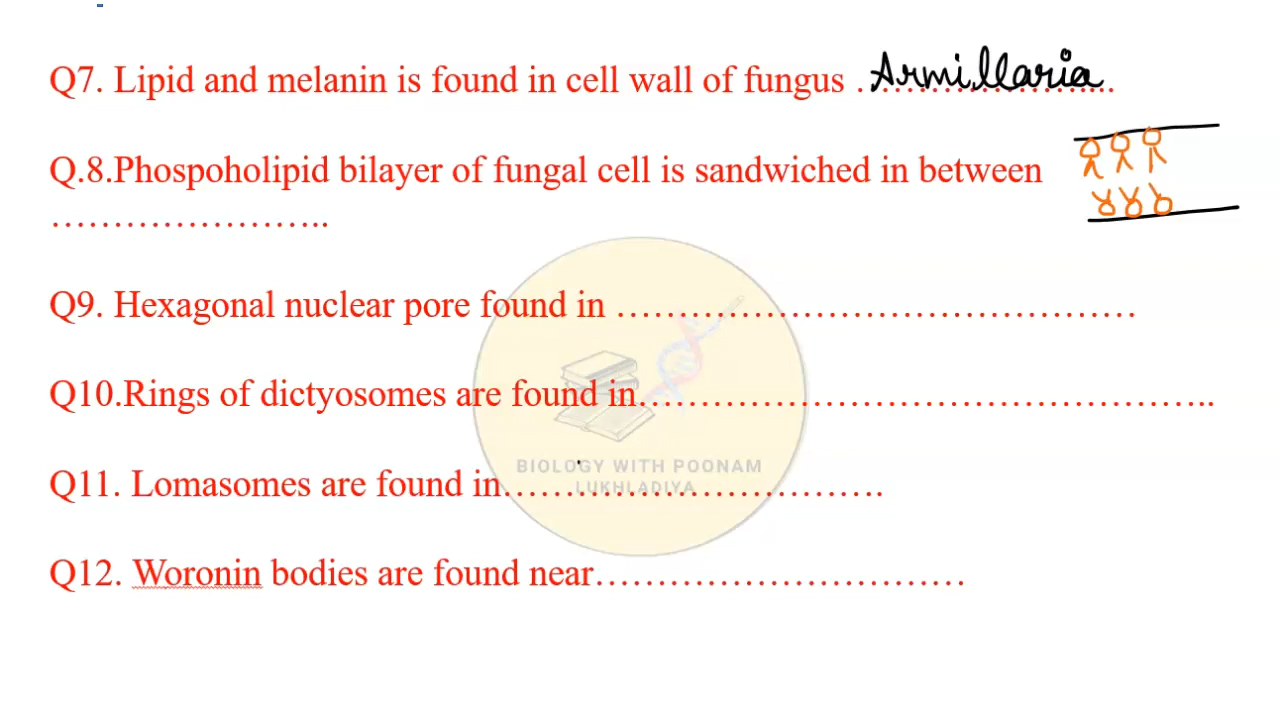 Q7. Lipid and melanin is found in cell wall of fungus .Armillaria....
Q.8.Phospoholipid bilayer of fungal cell is sandwiched in between
……………………..
Q9. Hexagonal nuclear pore found in ……………………………………
Q10.Rings of dictyosomes are found in………………………………………..
BIOLOGY WITH POONAM
LUKHLADIYA
Q11. Lomasomes are found in………………………….
Q12. Woronin bodies are found near…………………………